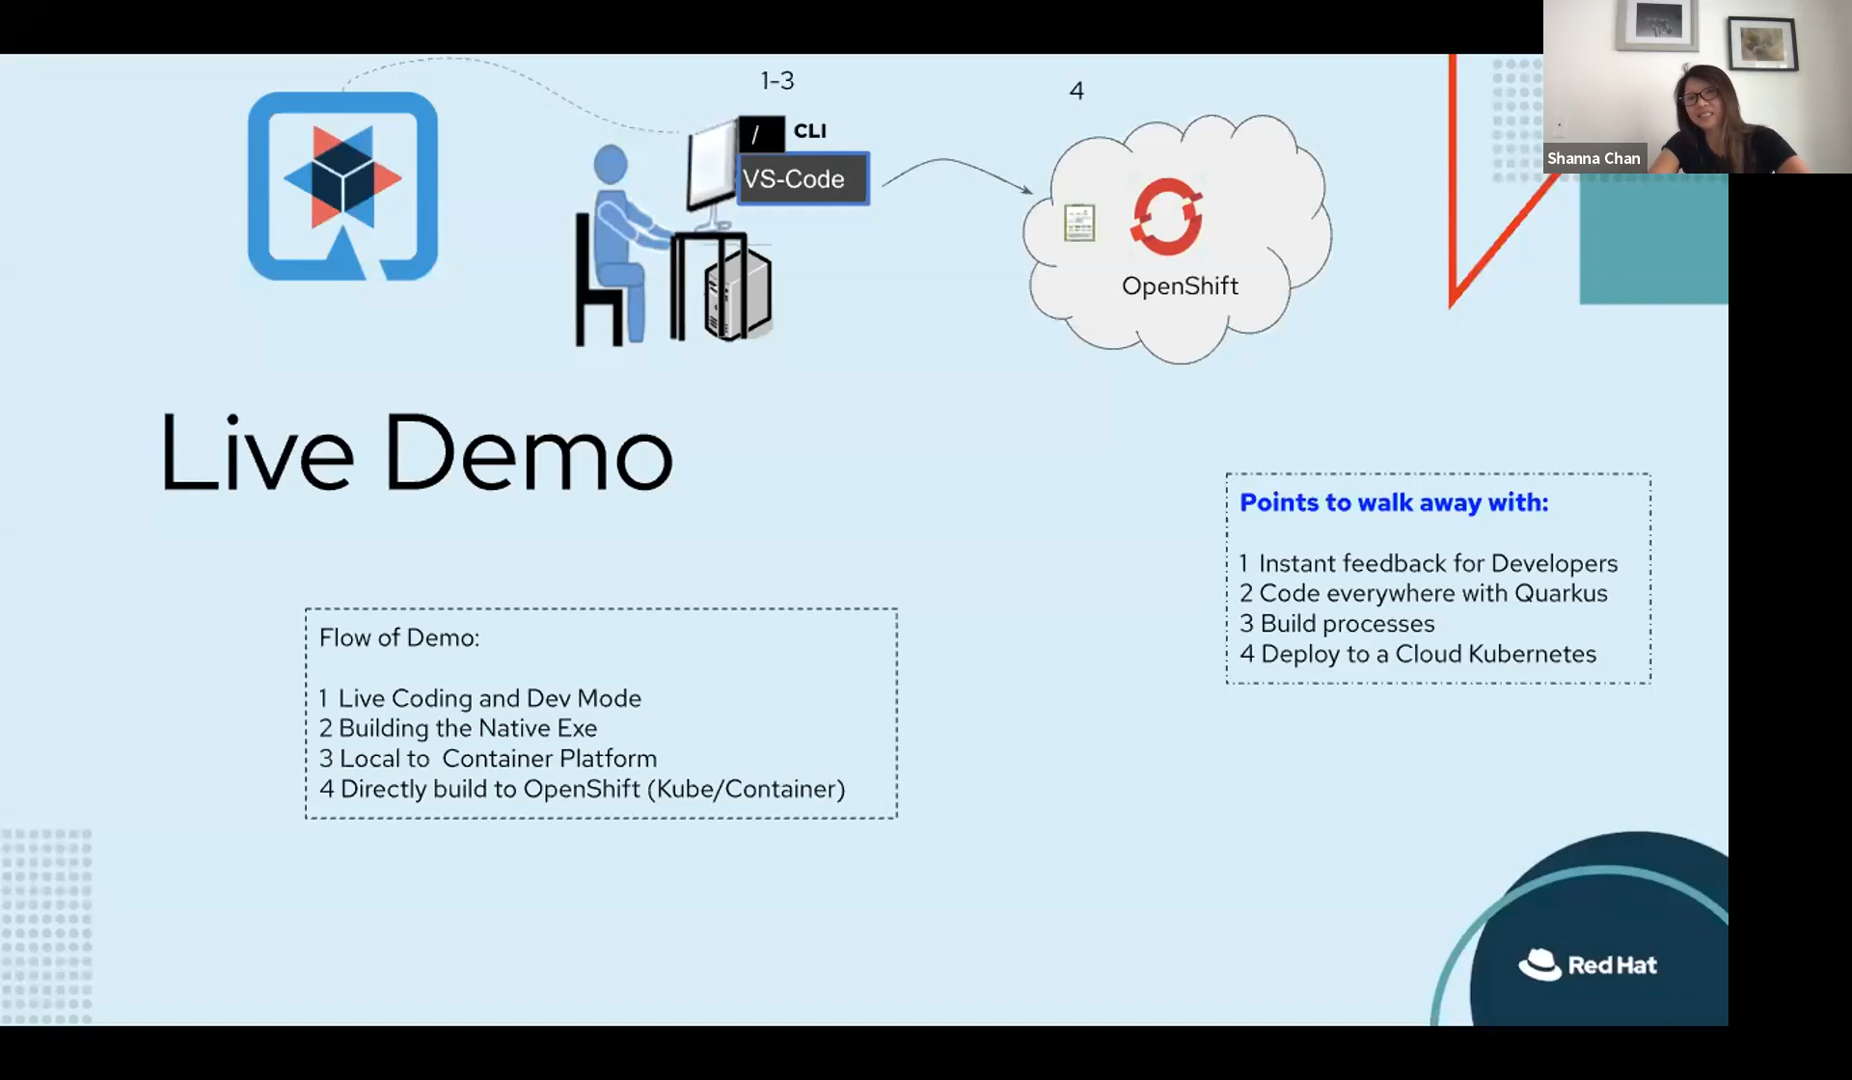 1-3
4
/
CLI
VS-Code
OpenShift
Shanna Chan
Live Demo
Points to walk away with:
1 Instant feedback for Developers
2 Code everywhere with Quarkus
3 Build processes
4 Deploy to a Cloud Kubernetes
Flow of Demo:
1 Live Coding and Dev Mode
2 Building the Native Exe
3 Local to Container Platform
4 Directly build to OpenShift (Kube/Container)
Red Hat